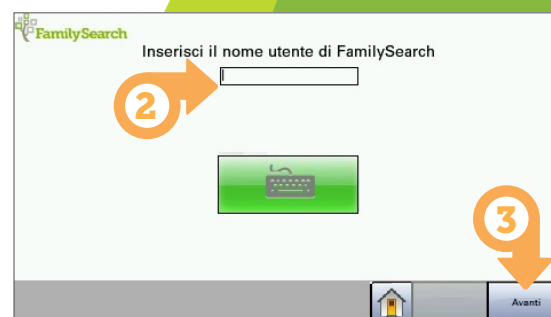 FamilySearch
Inserisci il nome utente di FamilySearch
2
3
Avanti